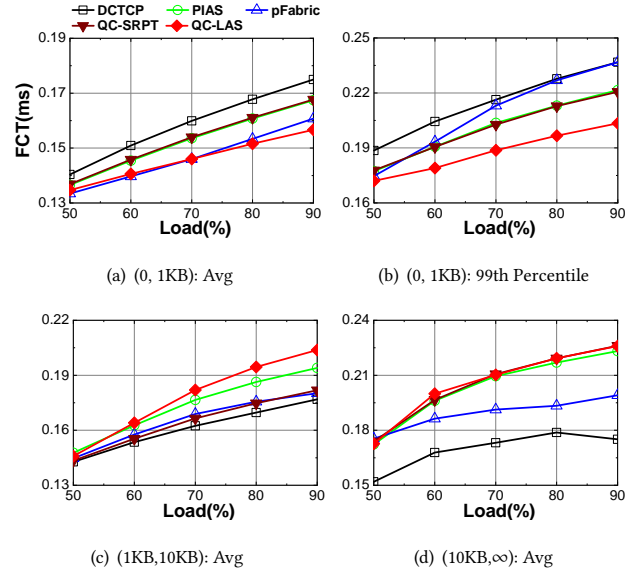 DCTCP PIAS pFabric
QC-SRPT QC-LAS
0.19
0.17
0.15
0.13
FCT(ms)
50 60 70 80 90
Load(%)
0.25
0.22
0.19
0.16
50 60 70 80 90
Load(%)
(a) (0, 1KB): Avg
(b) (0, 1KB): 99th Percentile
0.22
0.19
0.16
0.13
50 60 70 80 90
Load(%)
0.24
0.21
0.18
0.15
50 60 70 80 90
Load(%)
(c) (1KB,10KB): Avg
(d) (10KB,∞): Avg